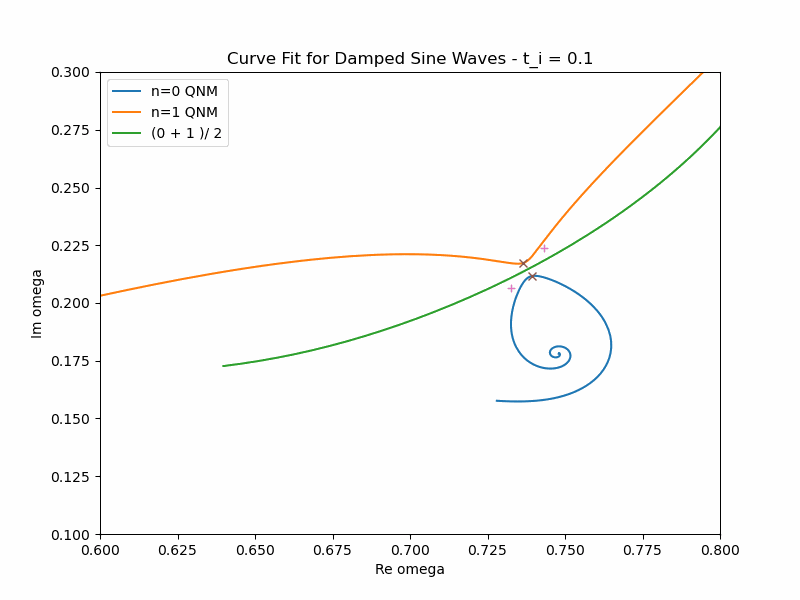 Curve Fit for Damped Sine Waves - t_i = 0.1
n=0 QNM
n=1 QNM
(0 + 1 )/ 2
0.300
0.275
0.250
0.225
0.200
0.175
0.150
0.125
0.100
Im omega
0.600 0.625 0.650 0.675 0.700 0.725 0.750 0.775 0.800
Re omega